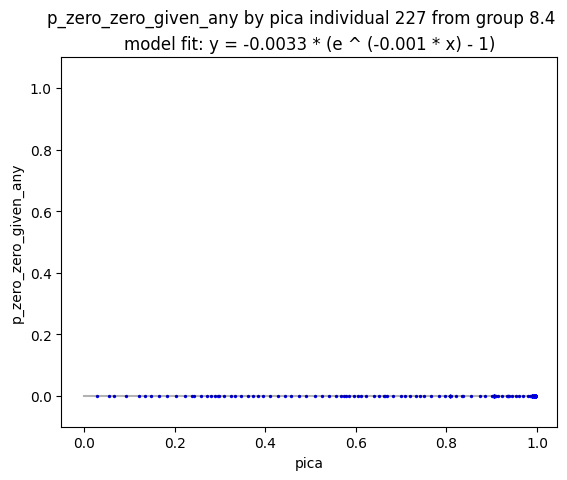 p_zero_zero_given_any by pica individual 227 from group 8.4
model fit: y = -0.0033 * (e ^ (-0.001 * x) - 1)
1.0
0.8
0.6
0.4
0.2
0.0
p_zero_zero_given_any
0.0 0.2 0.4 0.6 0.8 1.0
pica